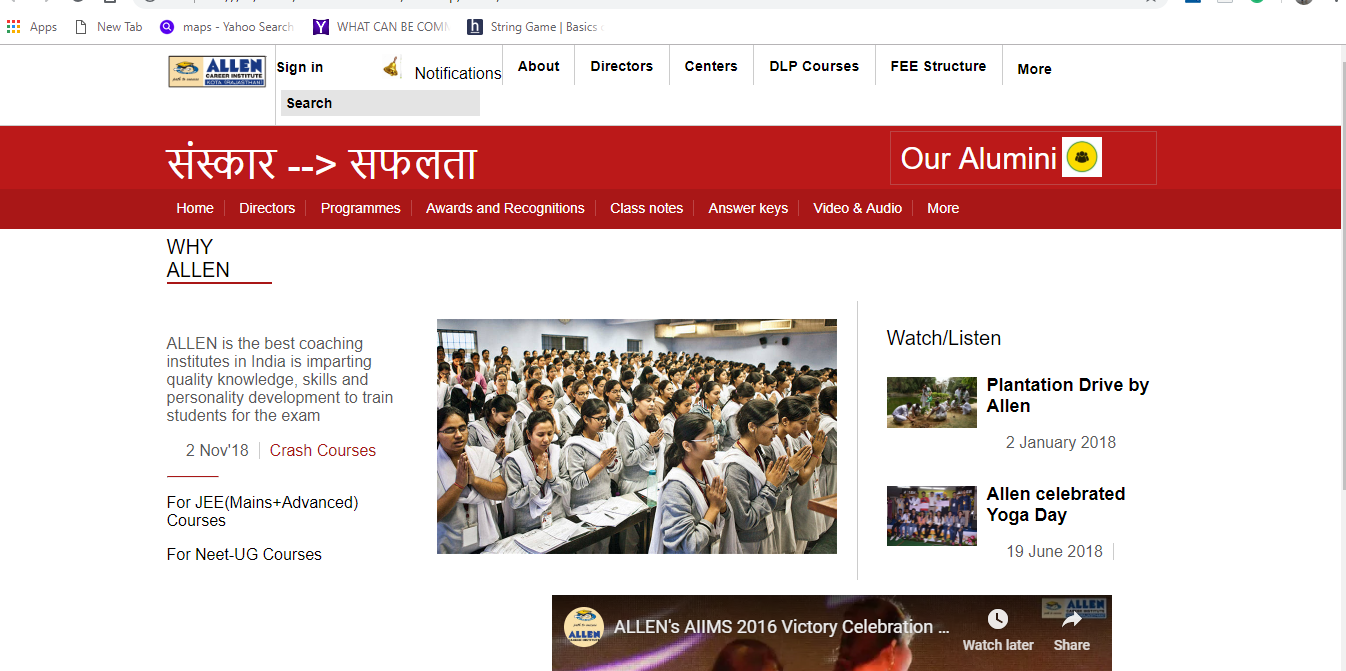 Apps New Tab maps - Yahoo Search WHAT CAN BE COM String Game | Basics
ALLEN
CAREER INSTITUTE
KOTA (RAJASTHAN)
Sign in Notifications About Directors Centers DLP Courses FEE Structure More
Search
संस्कार --> सफलता Our Alumini
Home Directors Programmes Awards and Recognitions Class notes Answer keys Video & Audio More
WHY
ALLEN
ALLEN is the best coaching
institutes in India is imparting
quality knowledge, skills and
personality development to train
students for the exam
2 Nov'18 Crash Courses
For JEE(Mains+Advanced)
Courses
For Neet-UG Courses
Watch/Listen
Plantation Drive by
Allen
2 January 2018
Allen celebrated
Yoga Day
19 June 2018
ALLEN
ALLEN's AIIMS 2016 Victory Celebration ...
Watch later Share
ALLEN